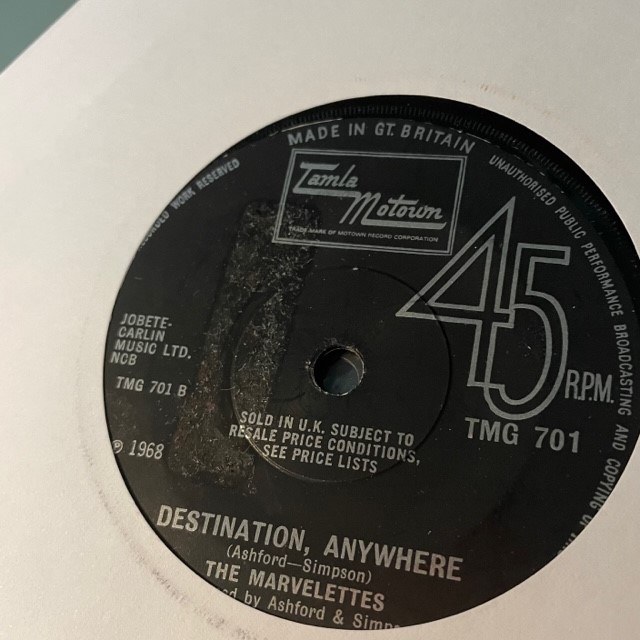 MADE IN GT. BRITAIN
WORK RESERVED
UNAUTHORISED PUBLIC PERFORMANCE BROADCASTING AND COPYING OF
Tamla
Motown
TRADE MARK OF MOTOWN RECORD CORPORATION
45
R.P.M.
TMG 701
JOBETE-
CARLIN
MUSIC LTD.
NCB
TMG 701 B
℗ 1968
SOLD IN U.K. SUBJECT TO
RESALE PRICE CONDITIONS,
SEE PRICE LISTS
DESTINATION, ANYWHERE
(Ashford—Simpson)
THE MARVELETTES
by Ashford &